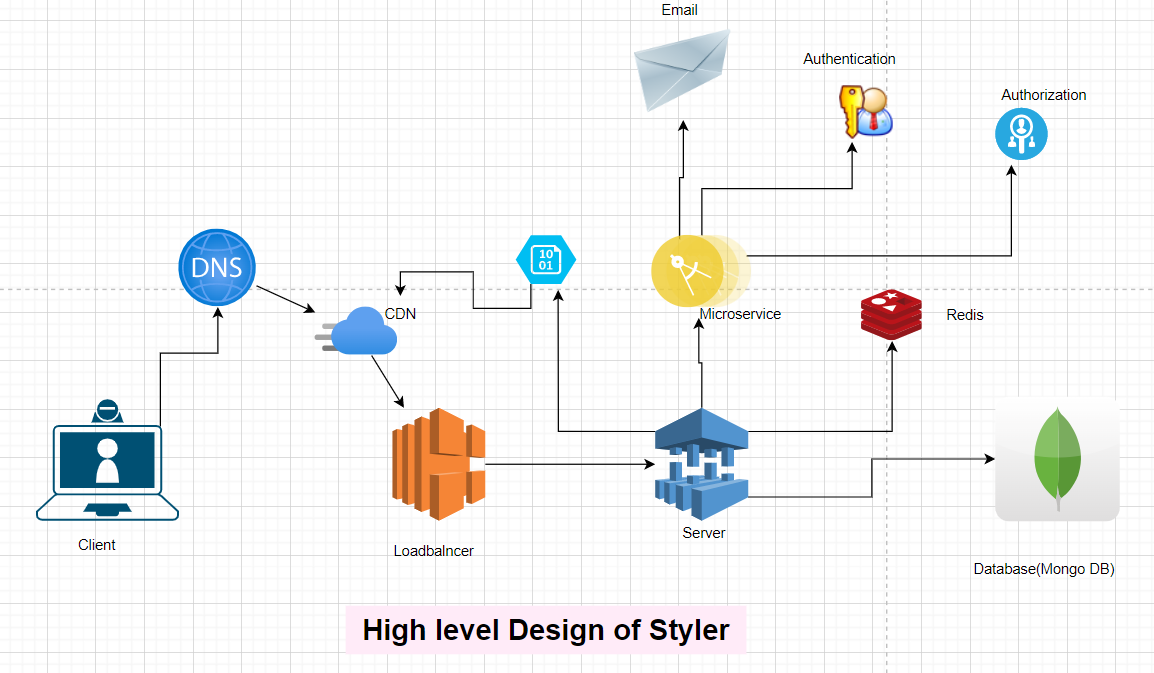 Email
Authentication
Authorization
DNS
10
01
CDN
Microservice
Redis
Client
Loadbalncer
Server
Database(Mongo DB)
High level Design of Styler